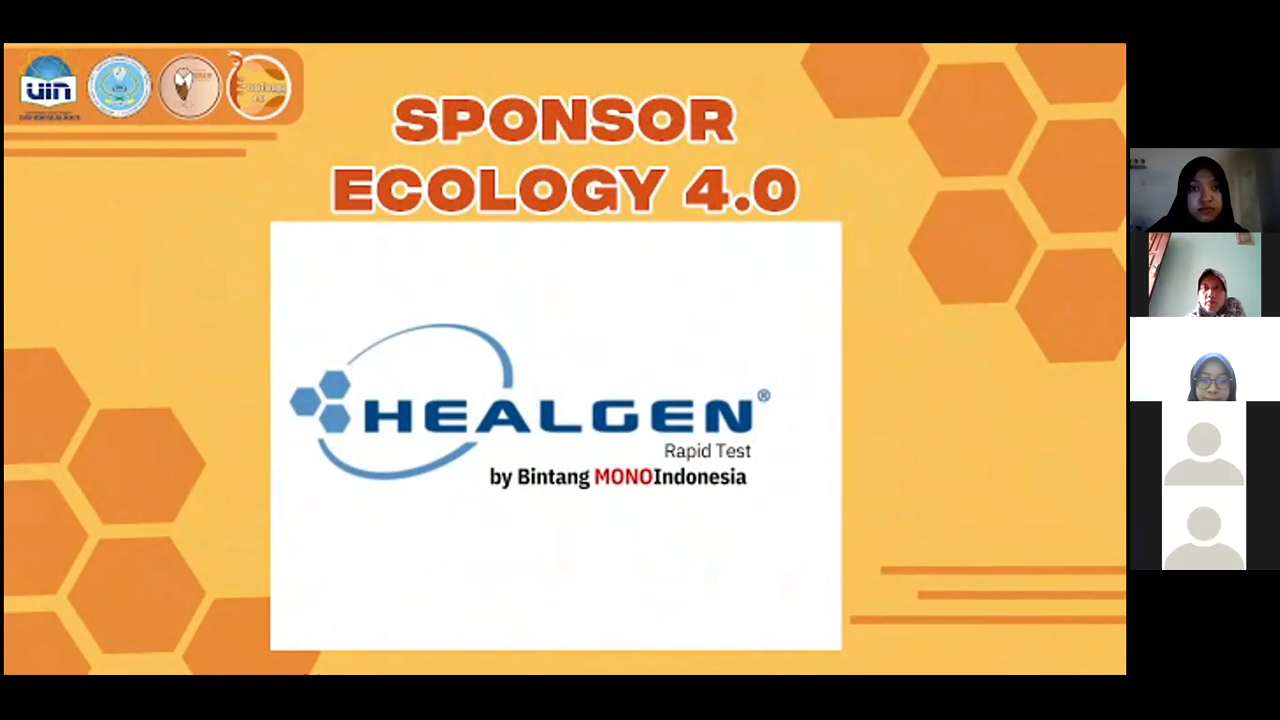 uin
SPONSOR
ECOLOGY 4.0
HEALGEN®
Rapid Test
by Bintang MONOIndonesia